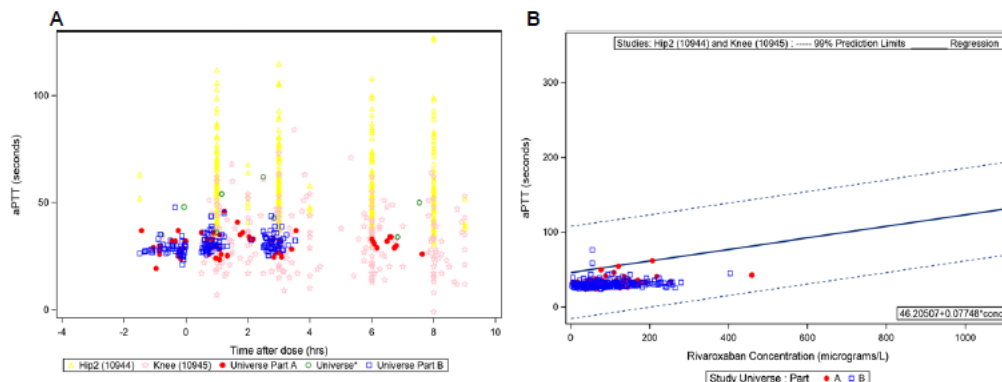 A
aPTT (seconds)
100
50
0
-4
-2
0
2
4
6
8
10
Time after dose (hrs)
Hip2 (10944) Knee (10945) Universe Part A Universe* Universe Part B
B
Studies: Hip2 (10944) and Knee (10945) : ----- 99% Prediction Limits ______ Regression
aPTT (seconds)
300
200
100
0
0
200
400
600
800
1000
46.20507+0.07748*conc
Rivaroxaban Concentration (micrograms/L)
Study Universe : Part A B